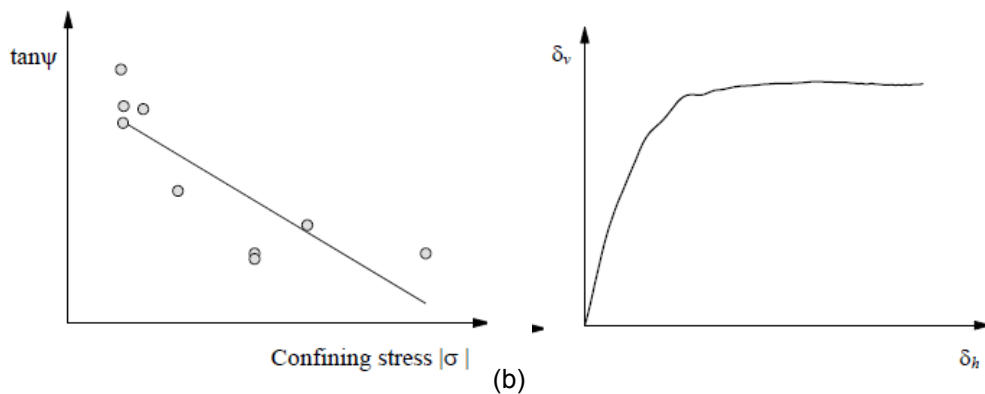 tanψ
Confining stress |σ |
(b)
δv
δh